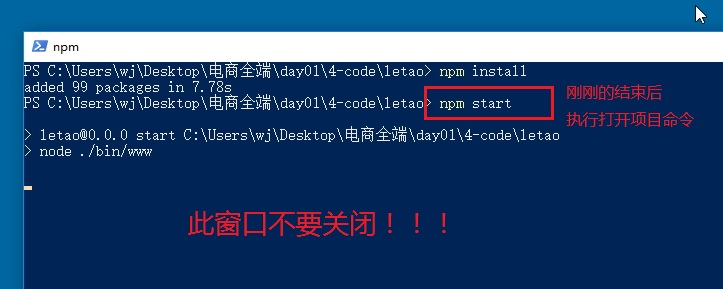 npm
PS C:\Users\wj\Desktop\电商全端\day01\4-code\letao> npm install
added 99 packages in 7.78s
PS C:\Users\wj\Desktop\电商全端\day01\4-code\letao> npm start
刚刚的结束后
执行打开项目命令
> letao@0.0.0 start C:\Users\wj\Desktop\电商全端\day01\4-code\letao
> node ./bin/www
此窗口不要关闭！！！